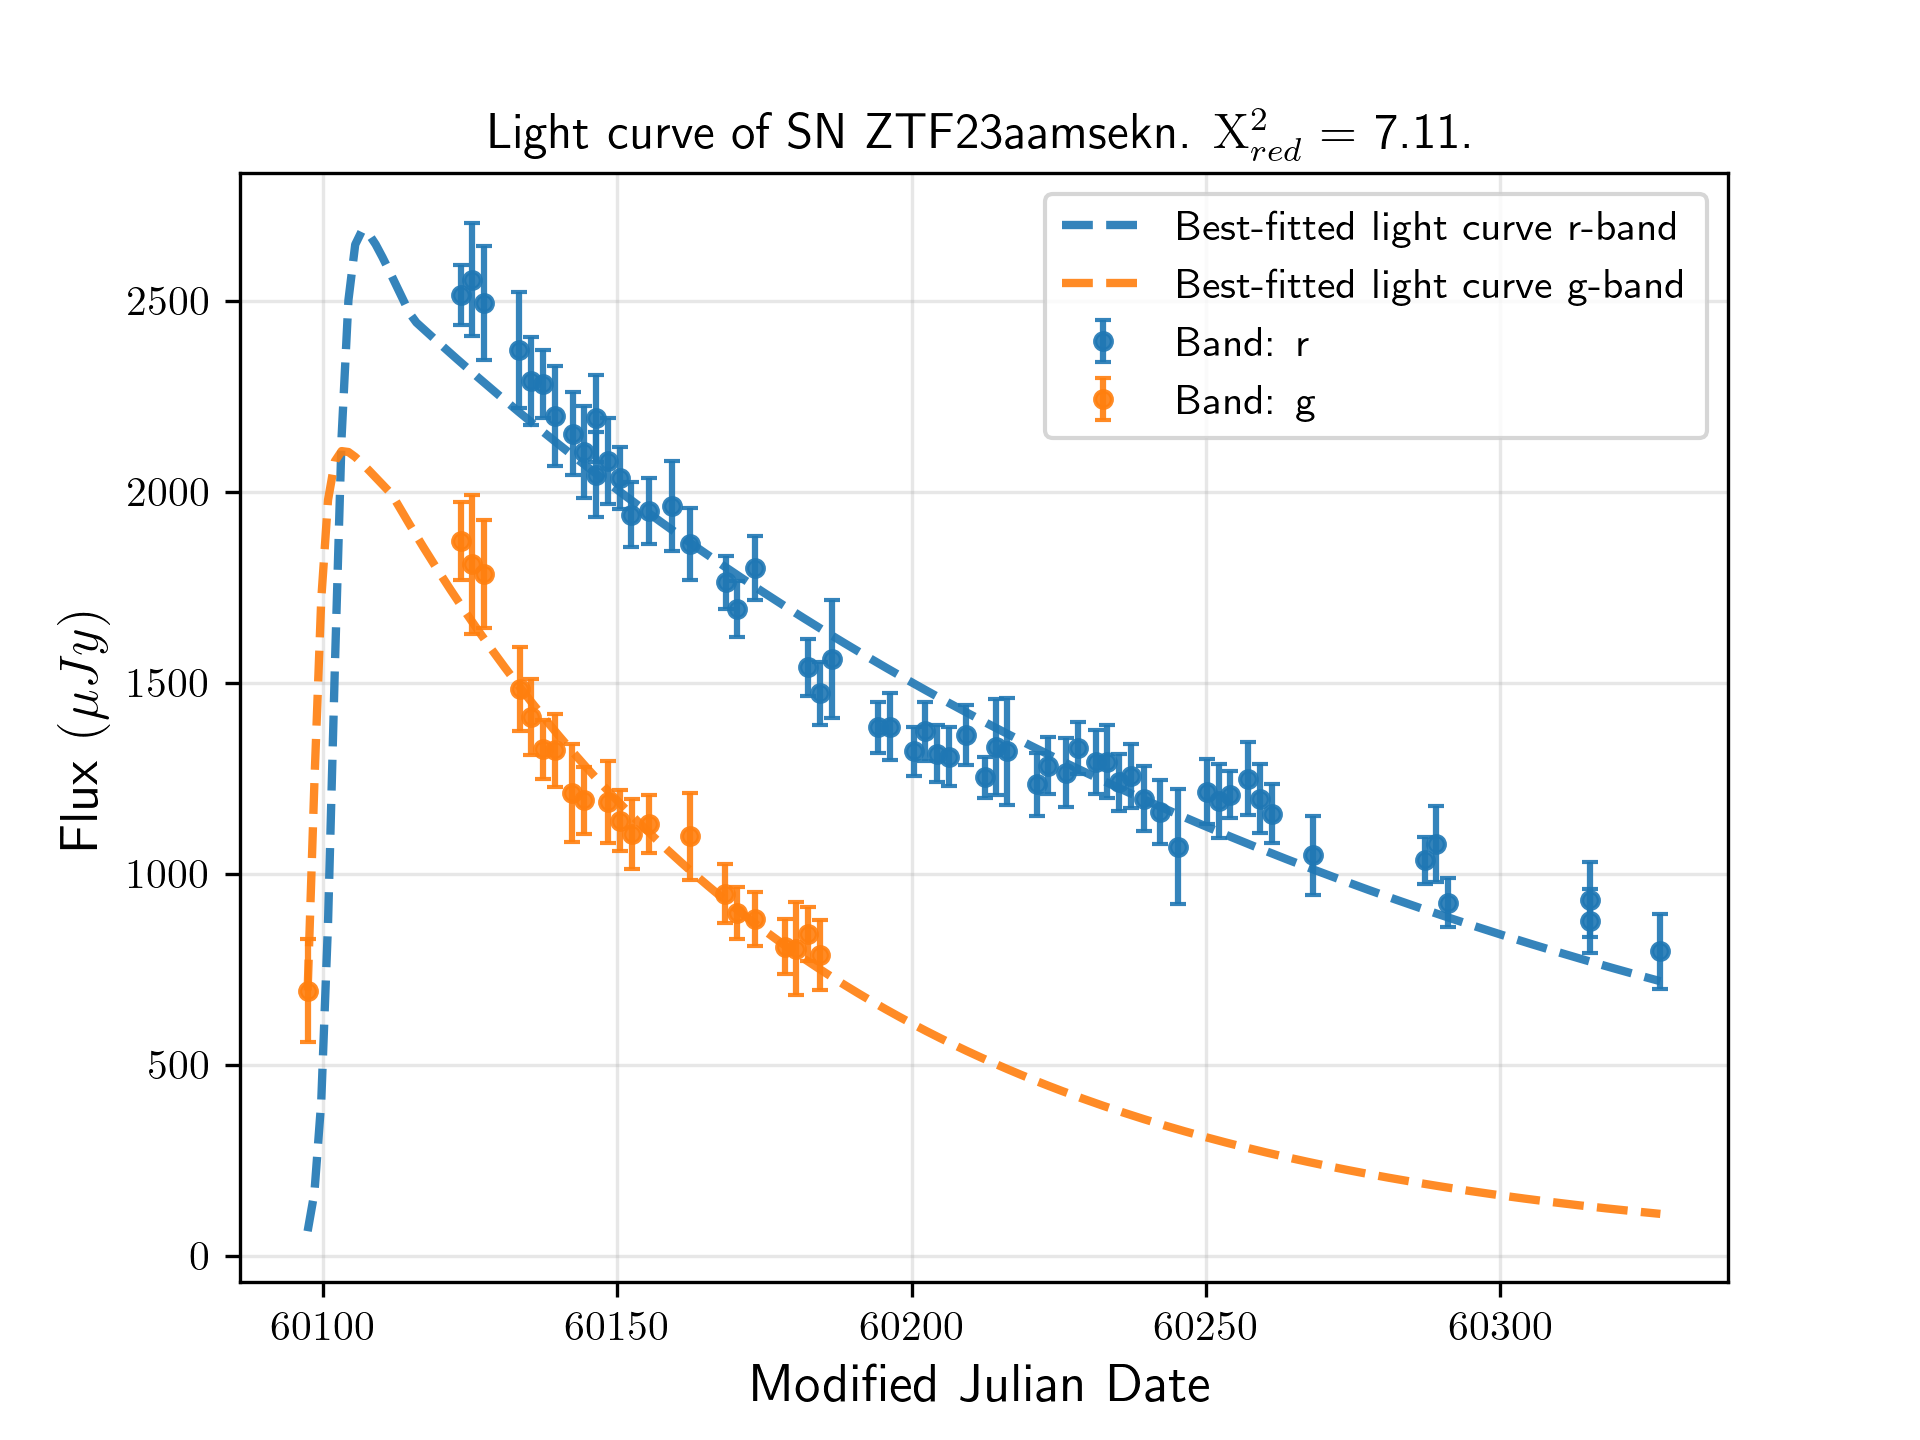 Light curve of SN ZTF23aamsekn. X²_red = 7.11.
Best-fitted light curve r-band
Best-fitted light curve g-band
Band: r
Band: g
Flux (μJy)
2500
2000
1500
1000
500
0
60100 60150 60200 60250 60300
Modified Julian Date